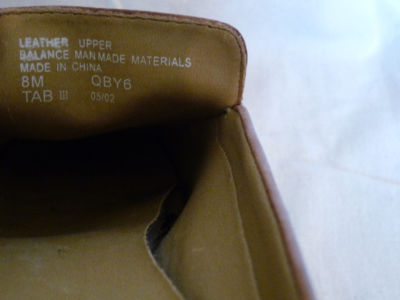 LEATHER UPPER
BALANCE MAN MADE MATERIALS
MADE IN CHINA
8M QBY6
TAB III 05/02